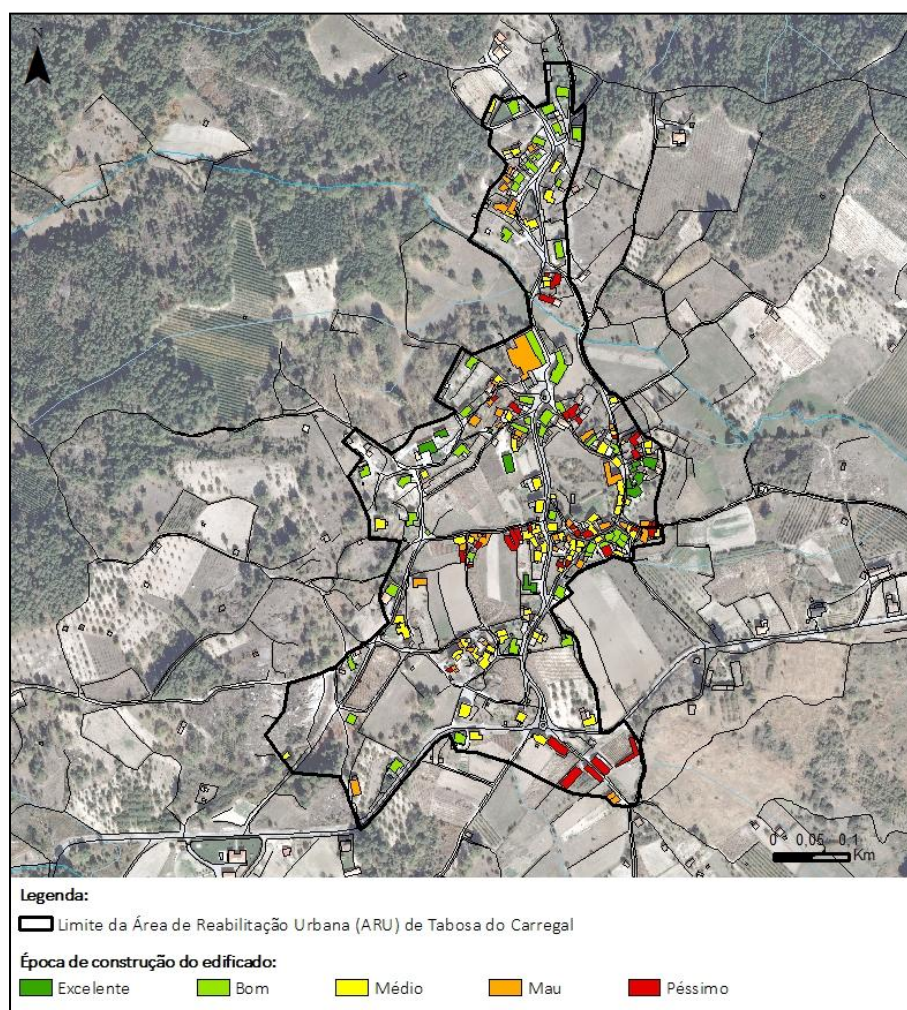 N
0 0,05 0,1
Km
Legenda:
Limite da Área de Reabilitação Urbana (ARU) de Tabosa do Carregal
Época de construção do edificado:
Excelente Bom Médio Mau Péssimo